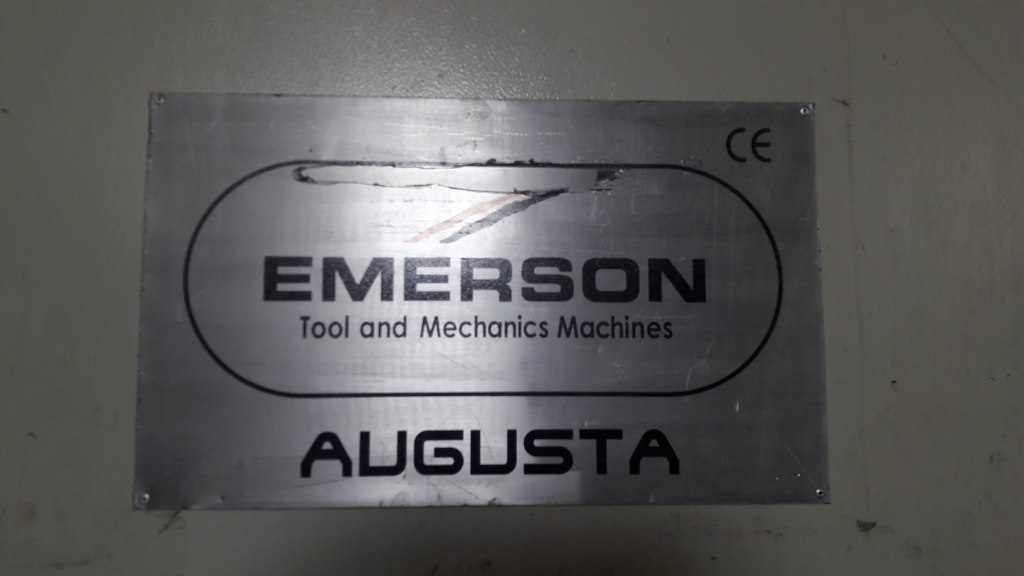 CE
EMERSON
Tool and Mechanics Machines
AUGUSTA